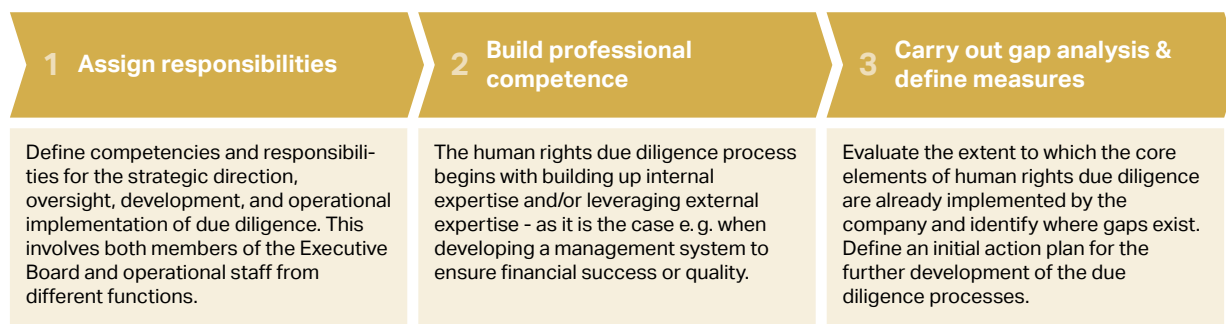 1 Assign responsibilities
Define competencies and responsibili-
ties for the strategic direction,
oversight, development, and operational
implementation of due diligence. This
involves both members of the Executive
Board and operational staff from
different functions.
2 Build professional
competence
The human rights due diligence process
begins with building up internal
expertise and/or leveraging external
expertise - as it is the case e. g. when
developing a management system to
ensure financial success or quality.
3 Carry out gap analysis &
define measures
Evaluate the extent to which the core
elements of human rights due diligence
are already implemented by the
company and identify where gaps exist.
Define an initial action plan for the
further development of the due
diligence processes.